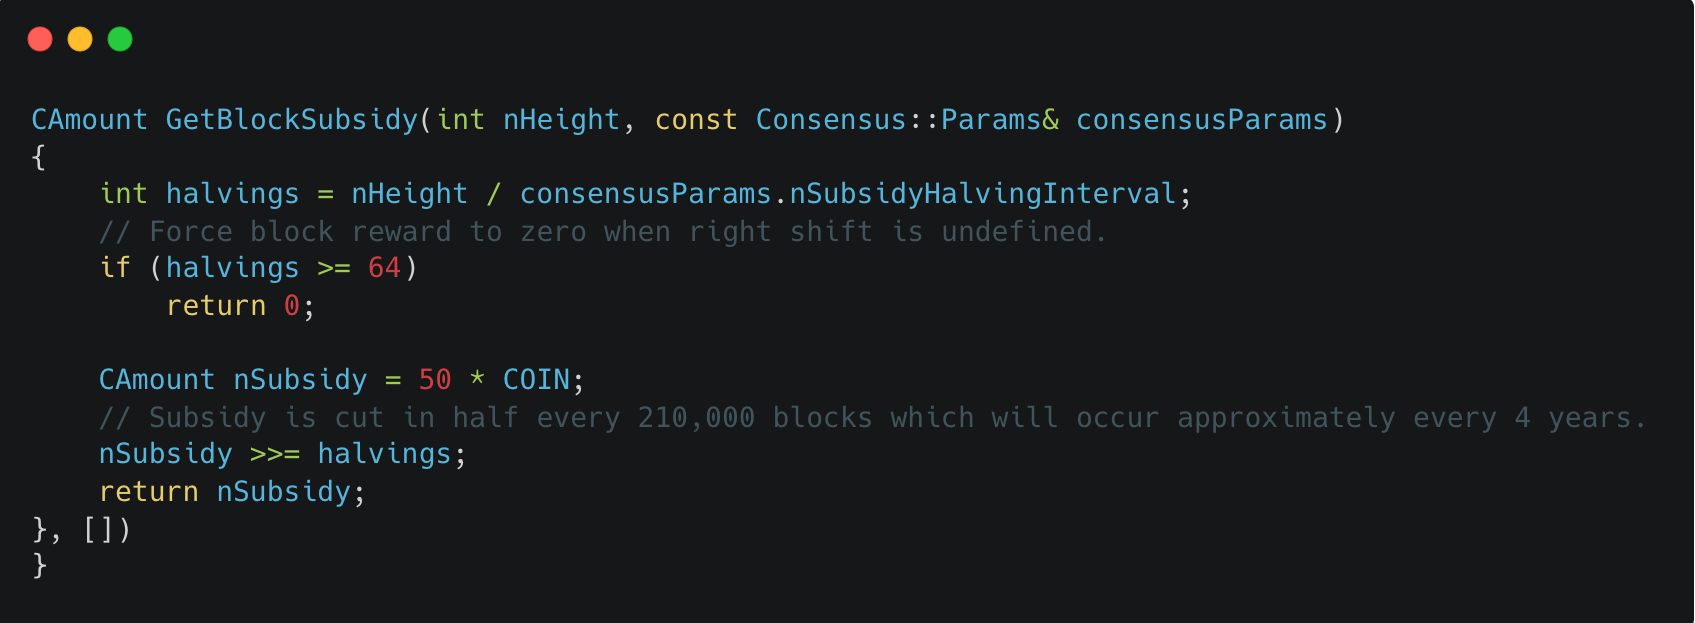 CAmount GetBlockSubsidy(int nHeight, const Consensus::Params& consensusParams)
{
    int halvings = nHeight / consensusParams.nSubsidyHalvingInterval;
    // Force block reward to zero when right shift is undefined.
    if (halvings >= 64)
        return 0;

    CAmount nSubsidy = 50 * COIN;
    // Subsidy is cut in half every 210,000 blocks which will occur approximately every 4 years.
    nSubsidy >>= halvings;
    return nSubsidy;
}, [])
}